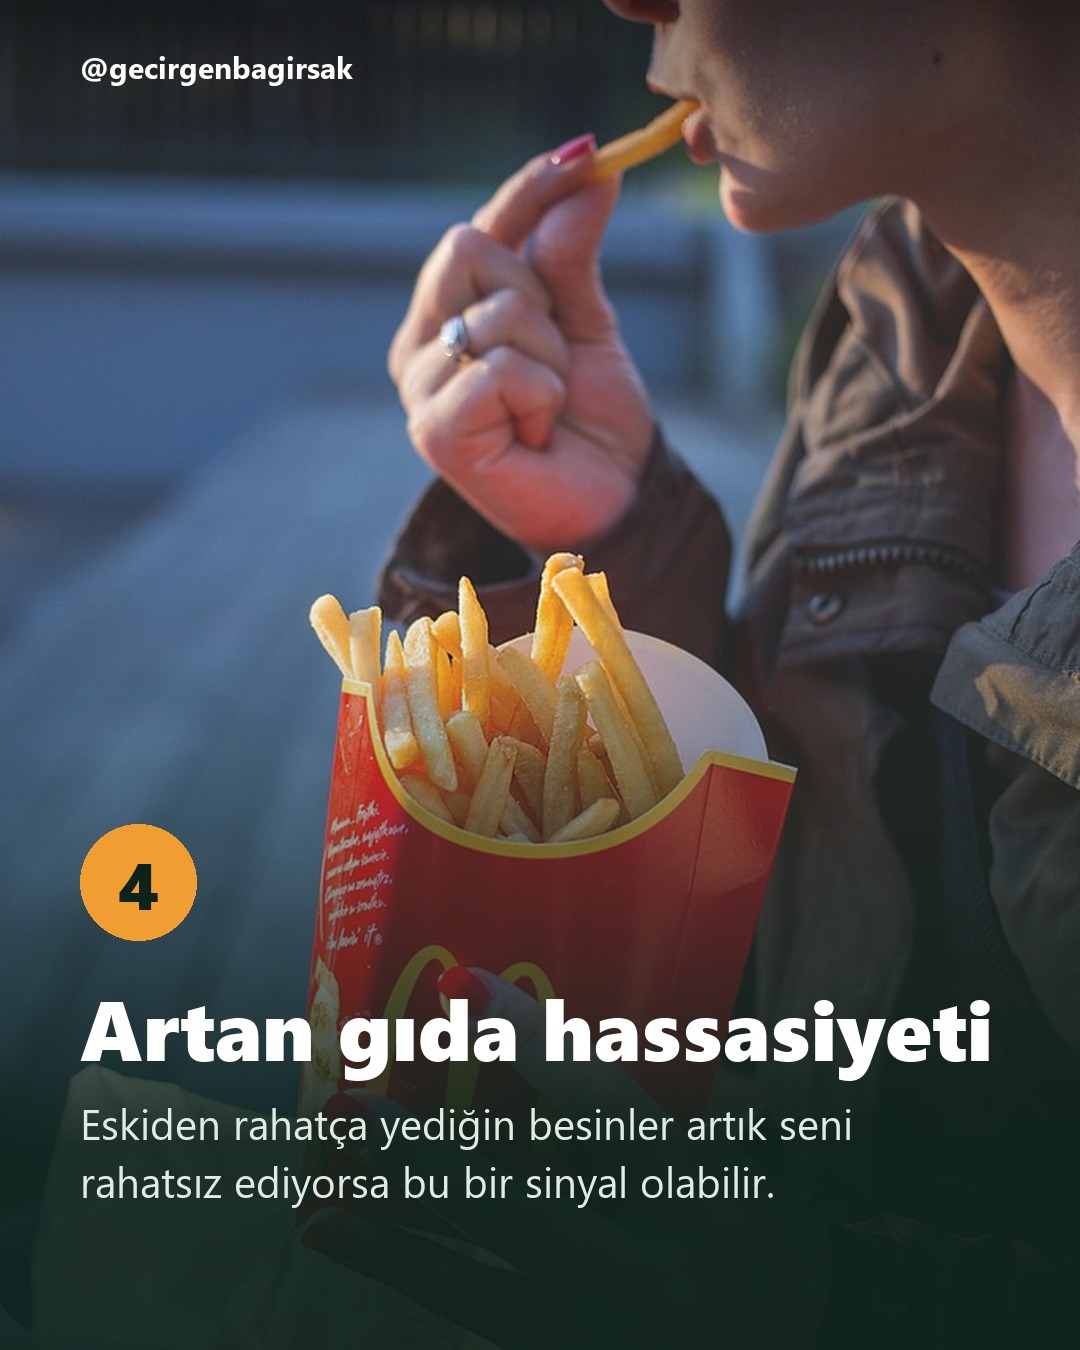 @gecirgenbagirsak
4
Artan gıda hassasiyeti
Eskiden rahatça yediğin besinler artık seni
rahatsız ediyorsa bu bir sinyal olabilir.